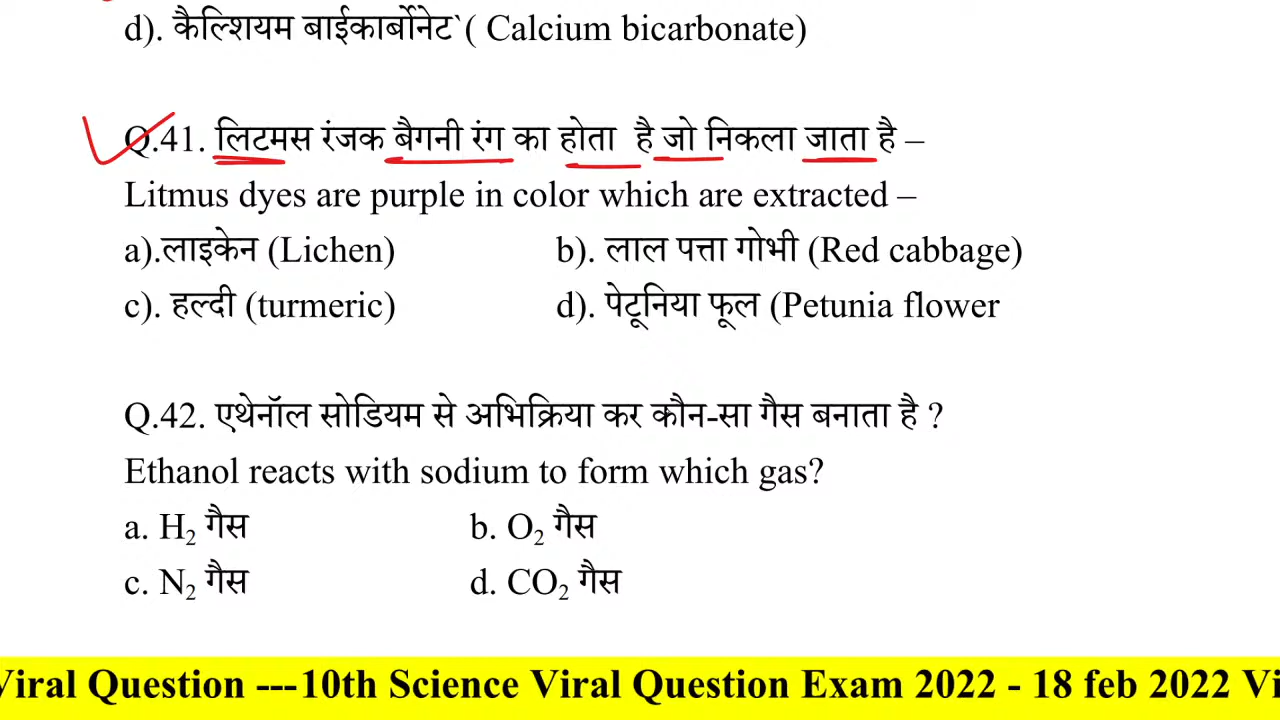 d). कैल्शियम बाईकार्बोनेट`( Calcium bicarbonate)
Q.41. लिटमस रंजक बैगनी रंग का होता है जो निकला जाता है –
Litmus dyes are purple in color which are extracted –
a).लाइकेन (Lichen) b). लाल पत्ता गोभी (Red cabbage)
c). हल्दी (turmeric) d). पेटूनिया फूल (Petunia flower
Q.42. एथेनॉल सोडियम से अभिक्रिया कर कौन-सा गैस बनाता है ?
Ethanol reacts with sodium to form which gas?
a. H₂ गैस b. O₂ गैस
c. N₂ गैस d. CO₂ गैस
Viral Question ---10th Science Viral Question Exam 2022 - 18 feb 2022 Vi